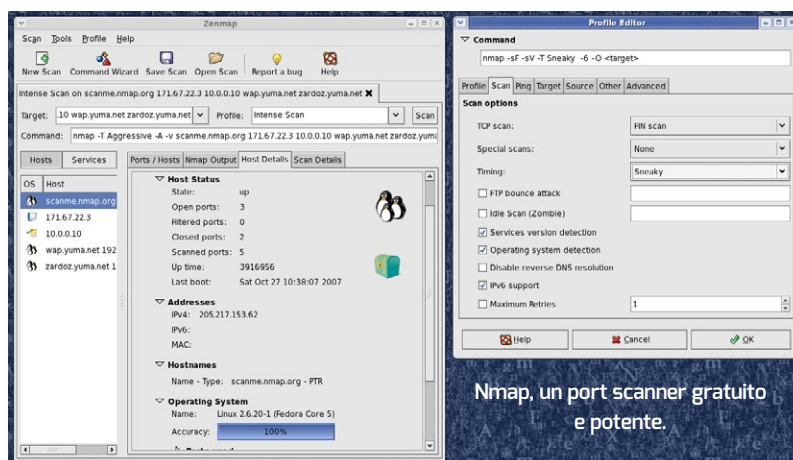 Zenmap
Scan Tools Profile Help
New Scan Command Wizard Save Scan Open Scan Report a bug Help
Intense Scan on scanme.nmap.org 171.67.22.3 10.0.0.10 wap.yuma.net zardoz.yuma.net
Target: .10 wap.yuma.net zardoz.yuma.net Profile: Intense Scan Scan
Command: nmap -T Aggressive -A -v scanme.nmap.org 171.67.22.3 10.0.0.10 wap.yuma.net zardoz.yuma
Hosts Services
OS Host
scanme.nmap.org
171.67.22.3
10.0.0.10
wap.yuma.net 192
zardoz.yuma.net 1
Ports / Hosts Nmap Output Host Details Scan Details
Host Status
State: up
Open ports: 3
Filtered ports: 0
Closed ports: 2
Scanned ports: 5
Up time: 3916956
Last boot: Sat Oct 27 10:38:07 2007
Addresses
IPv4: 205.217.153.62
IPv6:
MAC:
Hostnames
Name - Type: scanme.nmap.org - PTR
Operating System
Name: Linux 2.6.20-1 (Fedora Core 5)
Accuracy: 100%
Profile Editor
Command
nmap -sF -sV -T Sneaky -6 -O <target>
Profile Scan Ping Target Source Other Advanced
Scan options
TCP scan: FIN scan
Special scans: None
Timing: Sneaky
FTP bounce attack
Idle Scan (Zombie)
Services version detection
Operating system detection
Disable reverse DNS resolution
IPv6 support
Maximum Retries 1
Help Cancel OK
Nmap, un port scanner gratuito
e potente.